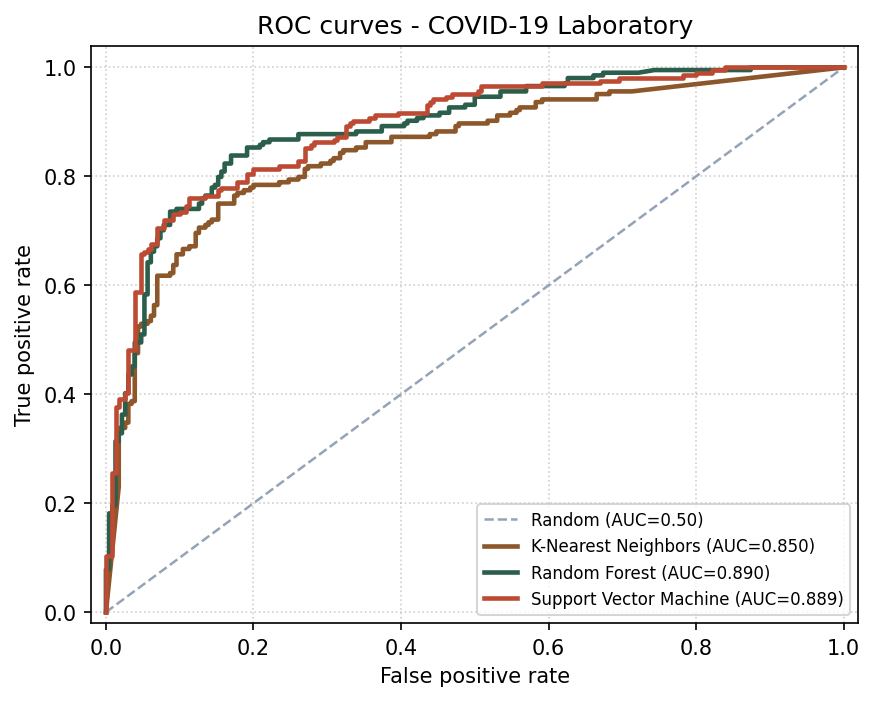 ROC curves - COVID-19 Laboratory
True positive rate
1.0
0.8
0.6
0.4
0.2
0.0
Random (AUC=0.50)
K-Nearest Neighbors (AUC=0.850)
Random Forest (AUC=0.890)
Support Vector Machine (AUC=0.889)
0.0 0.2 0.4 0.6 0.8 1.0
False positive rate